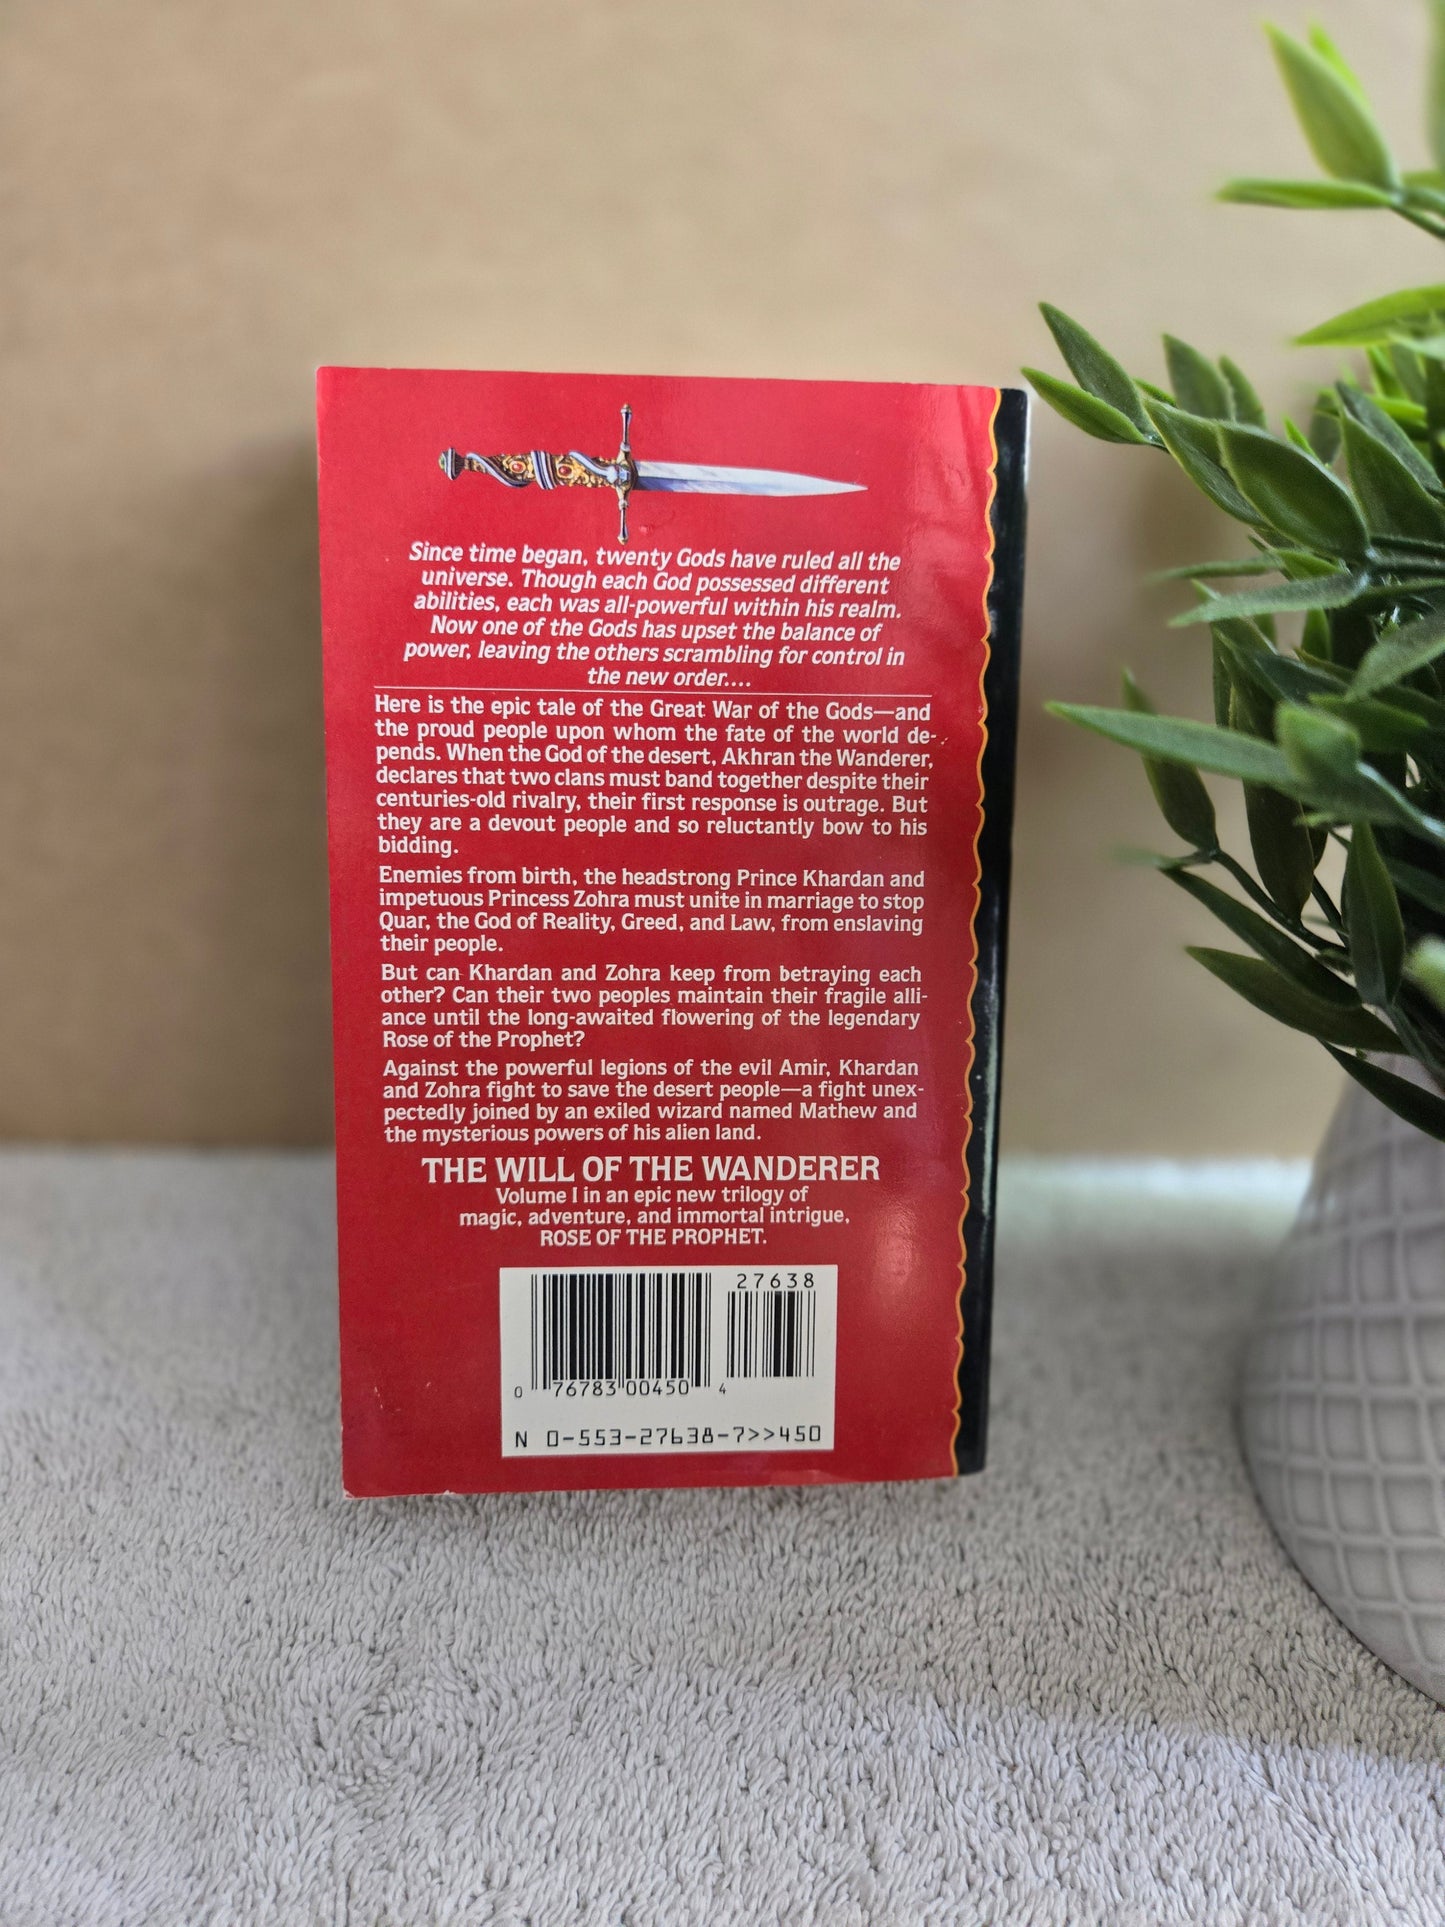 Since time began, twenty Gods have ruled all the
universe. Though each God possessed different
abilities, each was all-powerful within his realm.
Now one of the Gods has upset the balance of
power, leaving the others scrambling for control in
the new order....
Here is the epic tale of the Great War of the Gods—and
the proud people upon whom the fate of the world de-
pends. When the God of the desert, Akhran the Wanderer,
declares that two clans must band together despite their
centuries-old rivalry, their first response is outrage. But
they are a devout people and so reluctantly bow to his
bidding.
Enemies from birth, the headstrong Prince Khardan and
impetuous Princess Zohra must unite in marriage to stop
Quar, the God of Reality, Greed, and Law, from enslaving
their people.
But can Khardan and Zohra keep from betraying each
other? Can their two peoples maintain their fragile alli-
ance until the long-awaited flowering of the legendary
Rose of the Prophet?
Against the powerful legions of the evil Amir, Khardan
and Zohra fight to save the desert people—a fight unex-
pectedly joined by an exiled wizard named Mathew and
the mysterious powers of his alien land.
THE WILL OF THE WANDERER
Volume I in an epic new trilogy of
magic, adventure, and immortal intrigue,
ROSE OF THE PROPHET.
27638
0 76783 00450 4
N 0-553-27638-7>>450